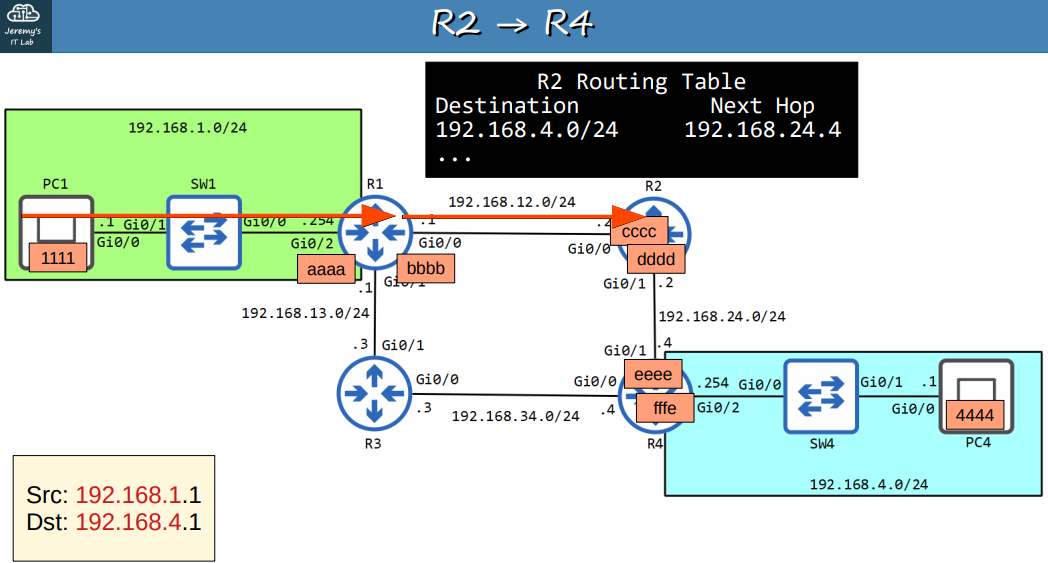 Jeremy's
IT Lab
R2 → R4
R2 Routing Table
Destination Next Hop
192.168.4.0/24 192.168.24.4
...
192.168.1.0/24
PC1
SW1
R1
R2
192.168.12.0/24
.1 Gi0/1
Gi0/0 .254
.1
.2
Gi0/0
Gi0/2
Gi0/0
Gi0/0
1111
aaaa
bbbb
cccc
dddd
.1
Gi0/1
Gi0/1 .2
192.168.13.0/24
192.168.24.0/24
.3 Gi0/1
Gi0/1 .4
Gi0/0
.3
192.168.34.0/24
Gi0/0
.4
eeee
fffe
.254 Gi0/0
Gi0/2
Gi0/1 .1
Gi0/0
4444
R3
R4
SW4
PC4
192.168.4.0/24
Src: 192.168.1.1
Dst: 192.168.4.1